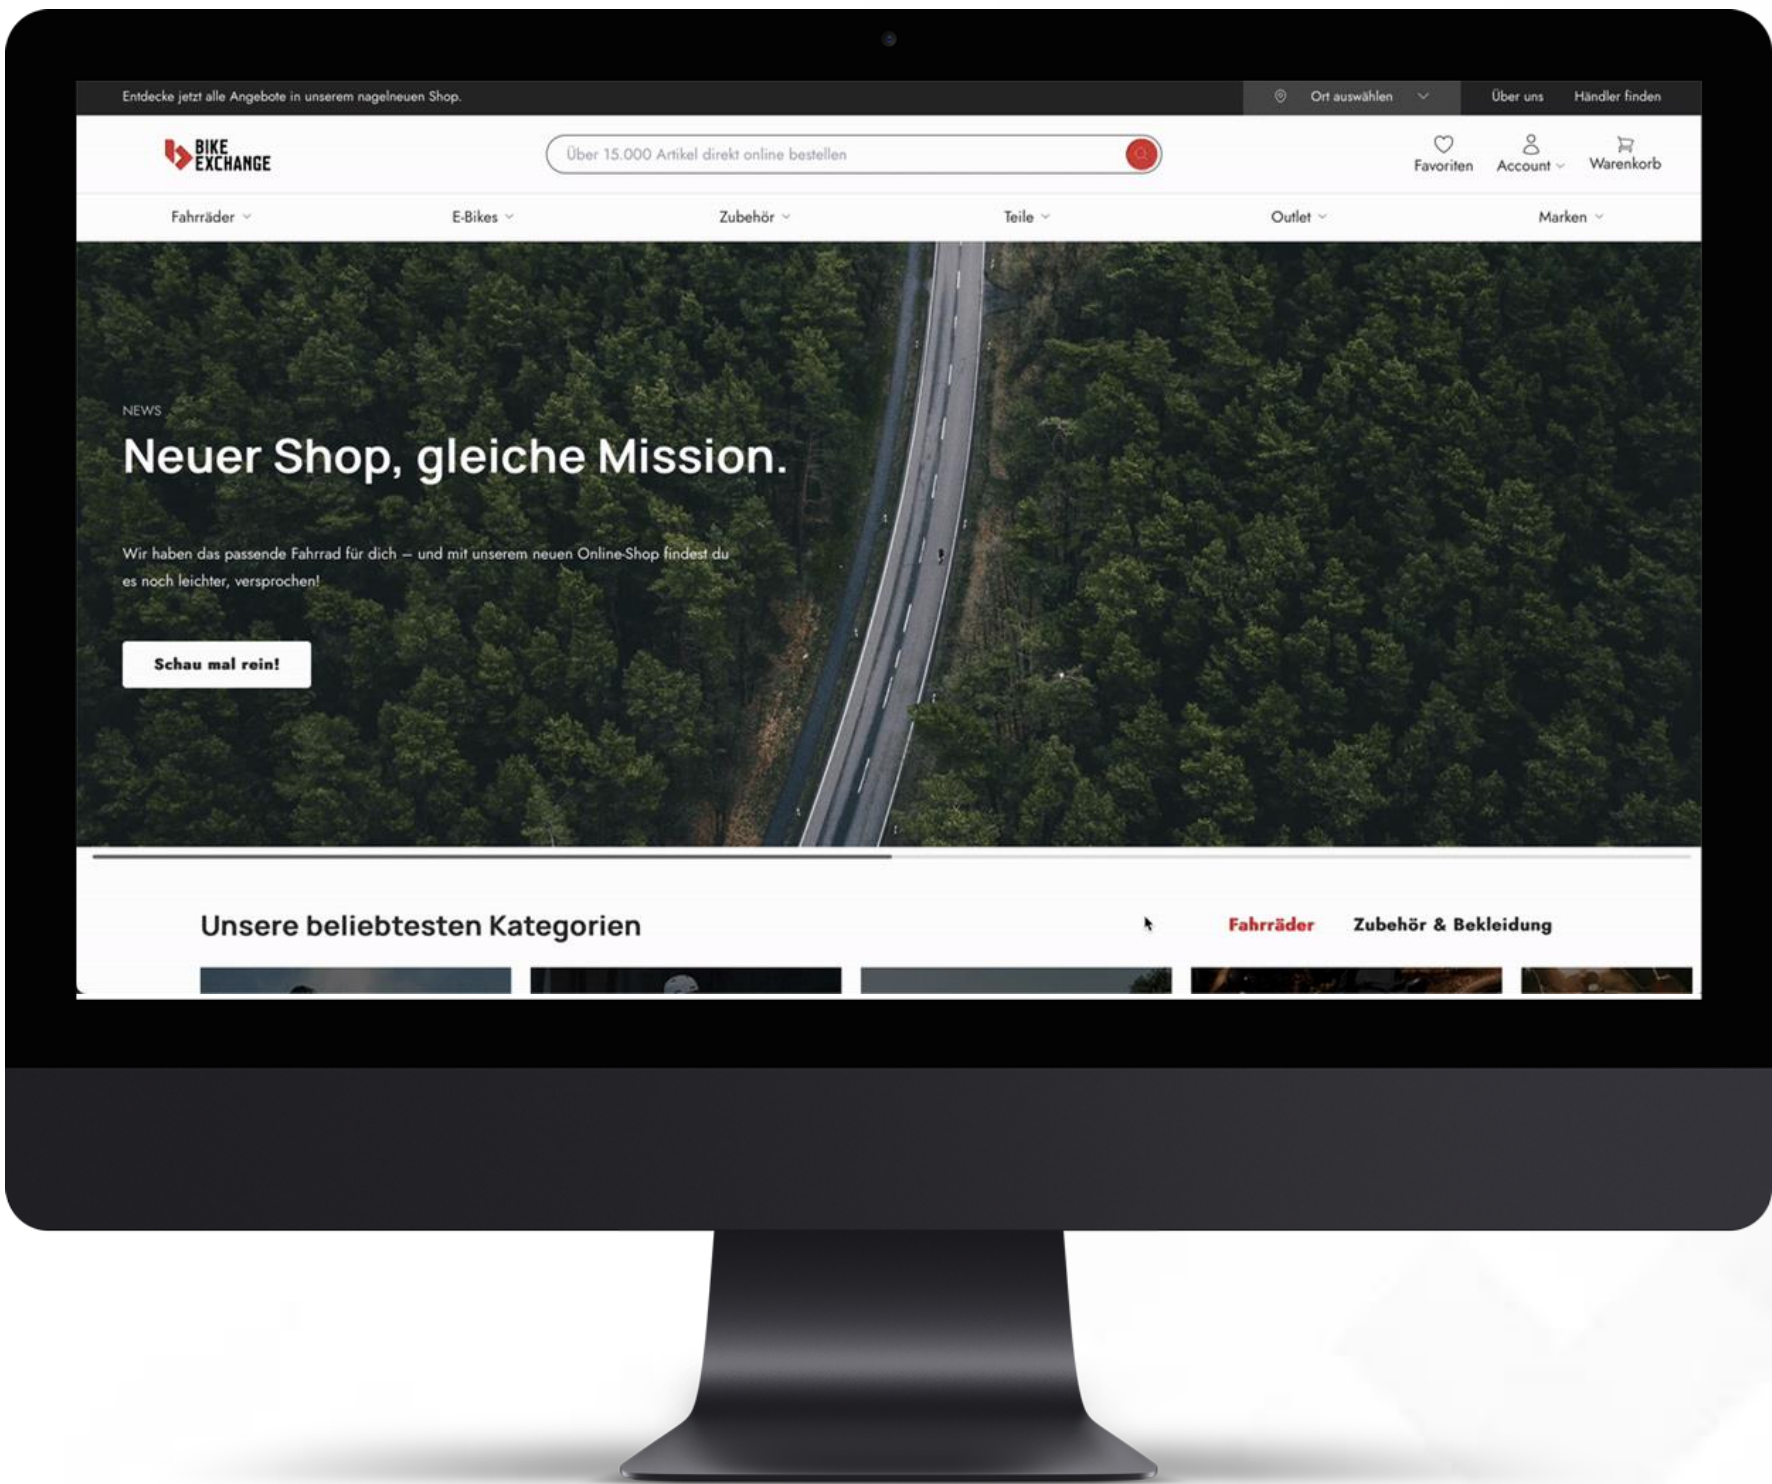 Entdecke jetzt alle Angebote in unserem nagelneuen Shop.
Ort auswählen
Über uns
Händler finden
BIKE
EXCHANGE
Über 15.000 Artikel direkt online bestellen
Favoriten
Account
Warenkorb
Fahrräder
E-Bikes
Zubehör
Teile
Outlet
Marken
NEWS
Neuer Shop, gleiche Mission.
Wir haben das passende Fahrrad für dich – und mit unserem neuen Online-Shop findest du
es noch leichter, versprochen!
Schau mal rein!
Unsere beliebtesten Kategorien
Fahrräder
Zubehör & Bekleidung